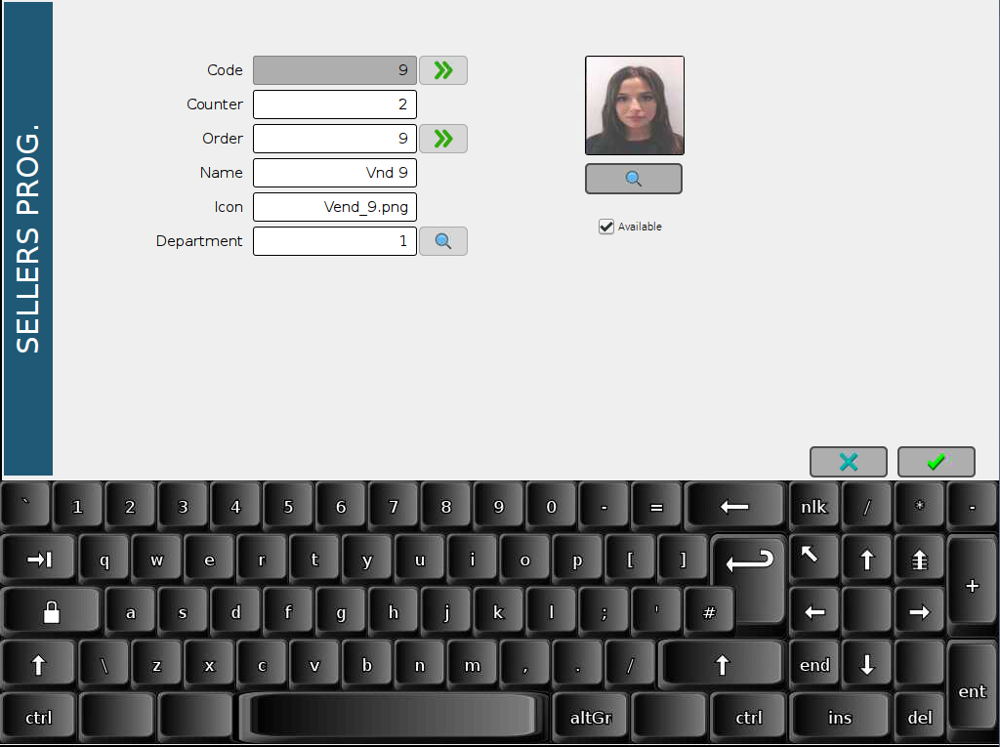 SELLERS PROG.
Code 9
Counter 2
Order 9
Name Vnd 9
Icon Vend_9.png
Department 1
Available
` 1 2 3 4 5 6 7 8 9 0 - = nlk / * -
q w e r t y u i o p [ ]
a s d f g h j k l ; ' # +
\ z x c v b n m , . / end
ctrl altGr ctrl ins del ent